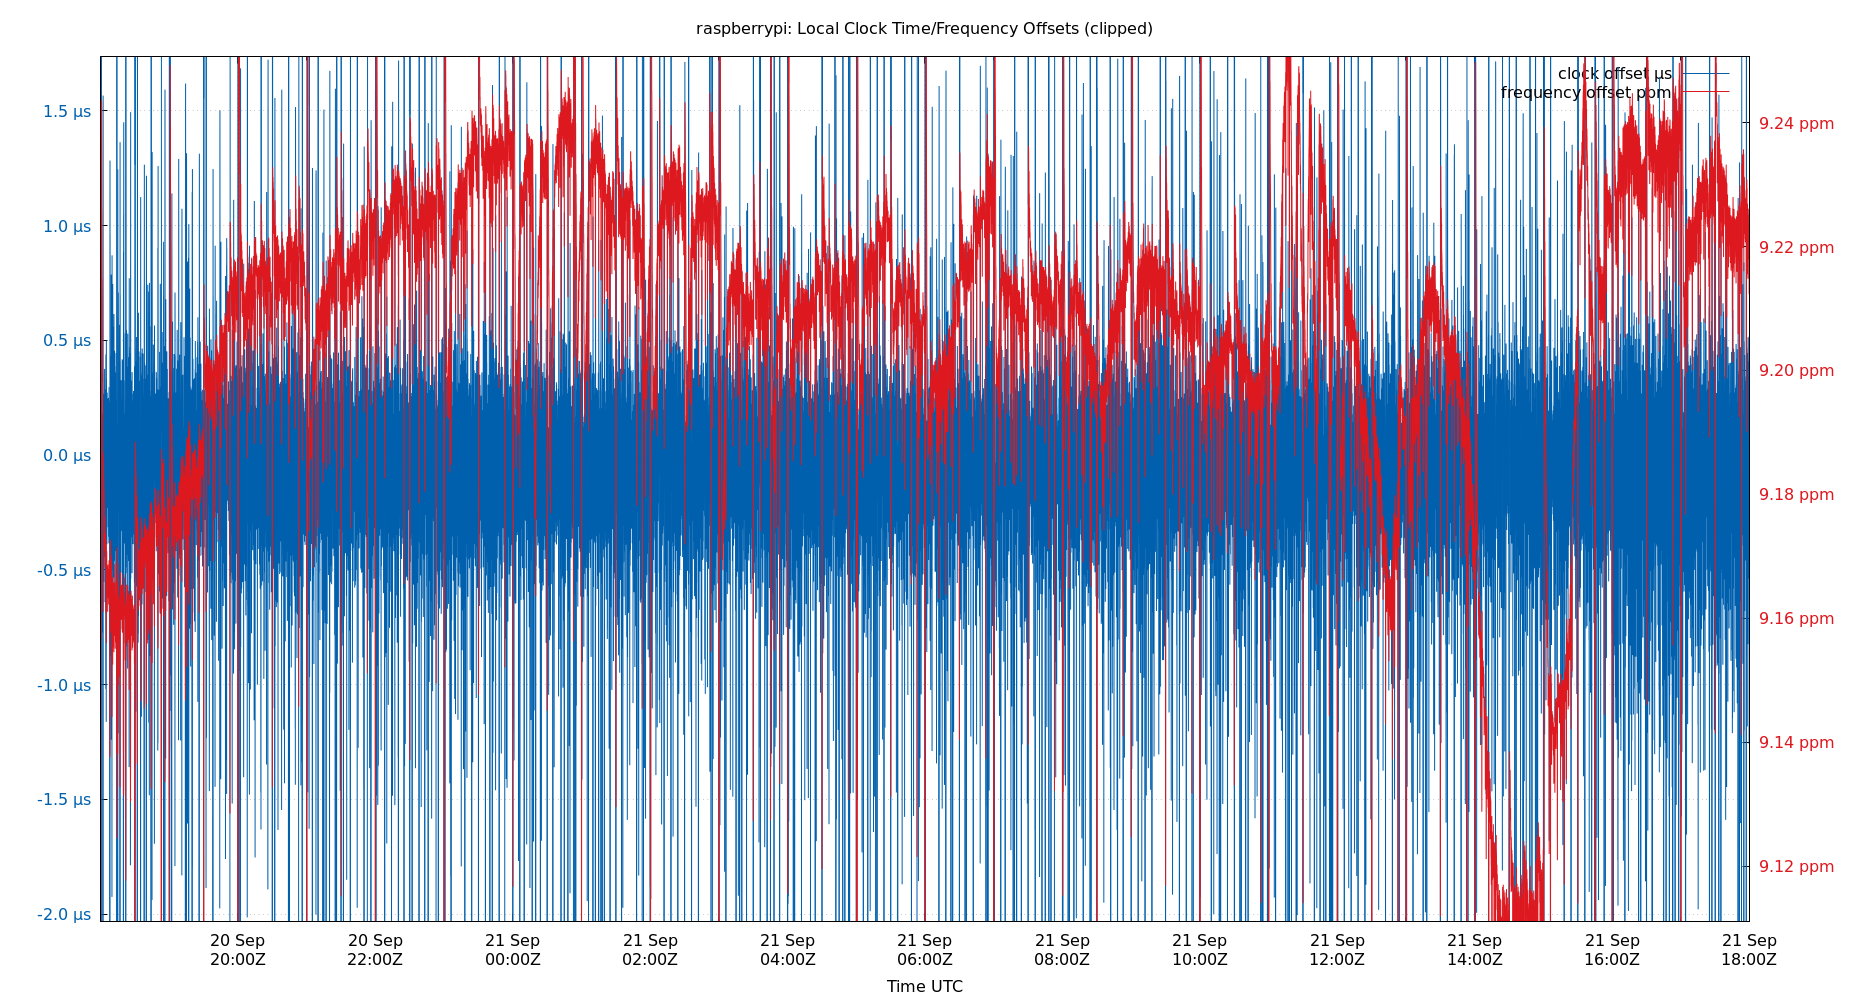 raspberrypi: Local Clock Time/Frequency Offsets (clipped)
clock offset µs
frequency offset ppm
1.5 µs
1.0 µs
0.5 µs
0.0 µs
-0.5 µs
-1.0 µs
-1.5 µs
-2.0 µs
9.24 ppm
9.22 ppm
9.20 ppm
9.18 ppm
9.16 ppm
9.14 ppm
9.12 ppm
20 Sep 20 Sep 21 Sep 21 Sep 21 Sep 21 Sep 21 Sep 21 Sep 21 Sep 21 Sep 21 Sep 21 Sep
20:00Z 22:00Z 00:00Z 02:00Z 04:00Z 06:00Z 08:00Z 10:00Z 12:00Z 14:00Z 16:00Z 18:00Z
Time UTC